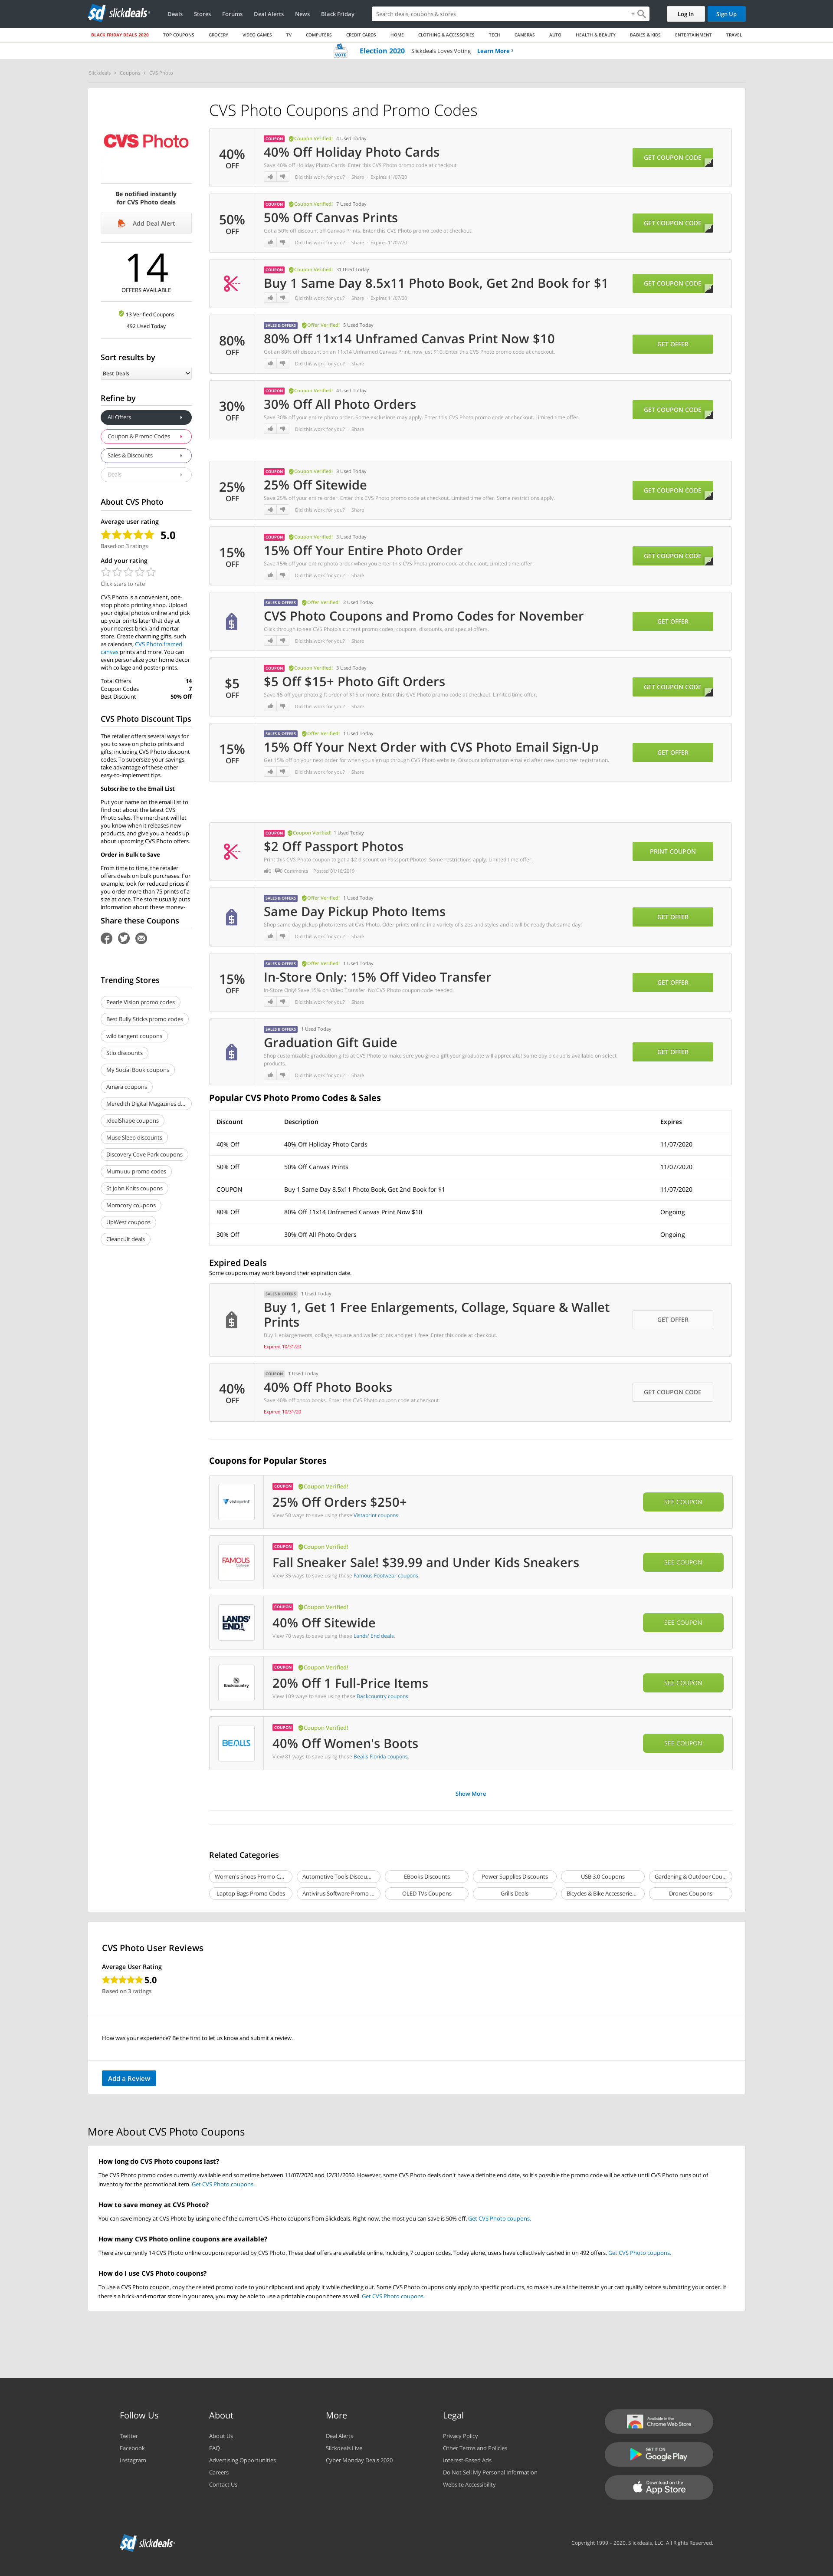 slickdeals
Deals Stores Forums Deal Alerts News Black Friday
Search deals, coupons & stores
Log In Sign Up
BLACK FRIDAY DEALS 2020 TOP COUPONS GROCERY VIDEO GAMES TV COMPUTERS CREDIT CARDS HOME CLOTHING & ACCESSORIES TECH CAMERAS AUTO HEALTH & BEAUTY BABIES & KIDS ENTERTAINMENT TRAVEL
VOTE Election 2020 Slickdeals Loves Voting Learn More
Slickdeals Coupons CVS Photo
CVS Photo
Be notified instantly
for CVS Photo deals
Add Deal Alert
14
OFFERS AVAILABLE
13 Verified Coupons
492 Used Today
Sort results by
Best Deals
Refine by
All Offers
Coupon & Promo Codes
Sales & Discounts
Deals
About CVS Photo
Average user rating
5.0
Based on 3 ratings
Add your rating
Click stars to rate
CVS Photo is a convenient, one-
stop photo printing shop. Upload
your digital photos online and pick
up your prints later that day at
your nearest brick-and-mortar
store. Create charming gifts, such
as calendars, CVS Photo framed
canvas prints and more. You can
even personalize your home decor
with collage and poster prints.
Total Offers 14
Coupon Codes 7
Best Discount 50% Off
CVS Photo Discount Tips
The retailer offers several ways for
you to save on photo prints and
gifts, including CVS Photo discount
codes. To supersize your savings,
take advantage of these other
easy-to-implement tips.
Subscribe to the Email List
Put your name on the email list to
find out about the latest CVS
Photo sales. The merchant will let
you know when it releases new
products, and give you a heads up
about upcoming CVS Photo offers.
Order in Bulk to Save
From time to time, the retailer
offers deals on bulk purchases. For
example, look for reduced prices if
you order more than 75 prints of a
size at once. The store usually puts
information about these money-
Share these Coupons
Trending Stores
Pearle Vision promo codes
Best Bully Sticks promo codes
wild tangent coupons
Stio discounts
My Social Book coupons
Amara coupons
Meredith Digital Magazines d...
IdealShape coupons
Muse Sleep discounts
Discovery Cove Park coupons
Mumuuu promo codes
St John Knits coupons
Momcozy coupons
UpWest coupons
Cleancult deals
CVS Photo Coupons and Promo Codes
40% OFF
COUPON Coupon Verified! 4 Used Today
40% Off Holiday Photo Cards
Save 40% off Holiday Photo Cards. Enter this CVS Photo promo code at checkout.
Did this work for you? · Share · Expires 11/07/20
GET COUPON CODE
50% OFF
COUPON Coupon Verified! 7 Used Today
50% Off Canvas Prints
Get a 50% off discount off Canvas Prints. Enter this CVS Photo promo code at checkout.
Did this work for you? · Share · Expires 11/07/20
GET COUPON CODE
COUPON Coupon Verified! 31 Used Today
Buy 1 Same Day 8.5x11 Photo Book, Get 2nd Book for $1
Did this work for you? · Share · Expires 11/07/20
GET COUPON CODE
80% OFF
SALES & OFFERS Offer Verified! 5 Used Today
80% Off 11x14 Unframed Canvas Print Now $10
Get an 80% off discount on an 11x14 Unframed Canvas Print, now just $10. Enter this CVS Photo promo code at checkout.
Did this work for you? · Share
GET OFFER
30% OFF
COUPON Coupon Verified! 4 Used Today
30% Off All Photo Orders
Save 30% off your entire photo order. Some exclusions may apply. Enter this CVS Photo promo code at checkout. Limited time offer.
Did this work for you? · Share
GET COUPON CODE
25% OFF
COUPON Coupon Verified! 3 Used Today
25% Off Sitewide
Save 25% off your entire order. Enter this CVS Photo promo code at checkout. Limited time offer. Some restrictions apply.
Did this work for you? · Share
GET COUPON CODE
15% OFF
COUPON Coupon Verified! 3 Used Today
15% Off Your Entire Photo Order
Save 15% off your entire photo order when you enter this CVS Photo promo code at checkout. Limited time offer.
Did this work for you? · Share
GET COUPON CODE
SALES & OFFERS Offer Verified! 2 Used Today
CVS Photo Coupons and Promo Codes for November
Click through to see CVS Photo's current promo codes, coupons, discounts, and special offers.
Did this work for you? · Share
GET OFFER
$5 OFF
COUPON Coupon Verified! 3 Used Today
$5 Off $15+ Photo Gift Orders
Save $5 off your photo gift order of $15 or more. Enter this CVS Photo promo code at checkout. Limited time offer.
Did this work for you? · Share
GET COUPON CODE
15% OFF
SALES & OFFERS Offer Verified! 1 Used Today
15% Off Your Next Order with CVS Photo Email Sign-Up
Get 15% off on your next order for when you sign up through CVS Photo website. Discount information emailed after new customer registration.
Did this work for you? · Share
GET OFFER
COUPON Coupon Verified! 1 Used Today
$2 Off Passport Photos
Print this CVS Photo coupon to get a $2 discount on Passport Photos. Some restrictions apply. Limited time offer.
0 · 0 Comments · Posted 01/16/2019
PRINT COUPON
SALES & OFFERS Offer Verified! 1 Used Today
Same Day Pickup Photo Items
Shop same day pickup photo items at CVS Photo. Oder prints online in a variety of sizes and styles and it will be ready that same day!
Did this work for you? · Share
GET OFFER
15% OFF
SALES & OFFERS Offer Verified! 1 Used Today
In-Store Only: 15% Off Video Transfer
In-Store Only! Save 15% on Video Transfer. No CVS Photo coupon code needed.
Did this work for you? · Share
GET OFFER
SALES & OFFERS 1 Used Today
Graduation Gift Guide
Shop customizable graduation gifts at CVS Photo to make sure you give a gift your graduate will appreciate! Same day pick up is available on select
products.
Did this work for you? · Share
GET OFFER
Popular CVS Photo Promo Codes & Sales
Discount Description Expires
40% Off 40% Off Holiday Photo Cards 11/07/2020
50% Off 50% Off Canvas Prints 11/07/2020
COUPON Buy 1 Same Day 8.5x11 Photo Book, Get 2nd Book for $1 11/07/2020
80% Off 80% Off 11x14 Unframed Canvas Print Now $10 Ongoing
30% Off 30% Off All Photo Orders Ongoing
Expired Deals
Some coupons may work beyond their expiration date.
SALES & OFFERS 1 Used Today
Buy 1, Get 1 Free Enlargements, Collage, Square & Wallet
Prints
Buy 1 enlargements, collage, square and wallet prints and get 1 free. Enter this code at checkout.
Expired 10/31/20
GET OFFER
40% OFF
COUPON 1 Used Today
40% Off Photo Books
Save 40% off photo books. Enter this CVS Photo coupon code at checkout.
Expired 10/31/20
GET COUPON CODE
Coupons for Popular Stores
vistaprint
COUPON Coupon Verified!
25% Off Orders $250+
View 50 ways to save using these Vistaprint coupons.
SEE COUPON
FAMOUS footwear
COUPON Coupon Verified!
Fall Sneaker Sale! $39.99 and Under Kids Sneakers
View 35 ways to save using these Famous Footwear coupons.
SEE COUPON
LANDS' END
COUPON Coupon Verified!
40% Off Sitewide
View 70 ways to save using these Lands' End deals.
SEE COUPON
Backcountry
COUPON Coupon Verified!
20% Off 1 Full-Price Items
View 109 ways to save using these Backcountry coupons.
SEE COUPON
BEALLS
COUPON Coupon Verified!
40% Off Women's Boots
View 81 ways to save using these Bealls Florida coupons.
SEE COUPON
Show More
Related Categories
Women's Shoes Promo C... Automotive Tools Discou... EBooks Discounts Power Supplies Discounts USB 3.0 Coupons Gardening & Outdoor Cou...
Laptop Bags Promo Codes Antivirus Software Promo ... OLED TVs Coupons Grills Deals Bicycles & Bike Accessorie... Drones Coupons
CVS Photo User Reviews
Average User Rating
5.0
Based on 3 ratings
How was your experience? Be the first to let us know and submit a review.
Add a Review
More About CVS Photo Coupons
How long do CVS Photo coupons last?
The CVS Photo promo codes currently available end sometime between 11/07/2020 and 12/31/2050. However, some CVS Photo deals don't have a definite end date, so it's possible the promo code will be active until CVS Photo runs out of
inventory for the promotional item. Get CVS Photo coupons.
How to save money at CVS Photo?
You can save money at CVS Photo by using one of the current CVS Photo coupons from Slickdeals. Right now, the most you can save is 50% off. Get CVS Photo coupons.
How many CVS Photo online coupons are available?
There are currently 14 CVS Photo online coupons reported by CVS Photo. These deal offers are available online, including 7 coupon codes. Today alone, users have collectively cashed in on 492 offers. Get CVS Photo coupons.
How do I use CVS Photo coupons?
To use a CVS Photo coupon, copy the related promo code to your clipboard and apply it while checking out. Some CVS Photo coupons only apply to specific products, so make sure all the items in your cart qualify before submitting your order. If
there's a brick-and-mortar store in your area, you may be able to use a printable coupon there as well. Get CVS Photo coupons.
Follow Us
Twitter
Facebook
Instagram
About
About Us
FAQ
Advertising Opportunities
Careers
Contact Us
More
Deal Alerts
Slickdeals Live
Cyber Monday Deals 2020
Legal
Privacy Policy
Other Terms and Policies
Interest-Based Ads
Do Not Sell My Personal Information
Website Accessibility
Available in the
Chrome Web Store
GET IT ON
Google Play
Download on the
App Store
slickdeals
Copyright 1999 – 2020. Slickdeals, LLC. All Rights Reserved.